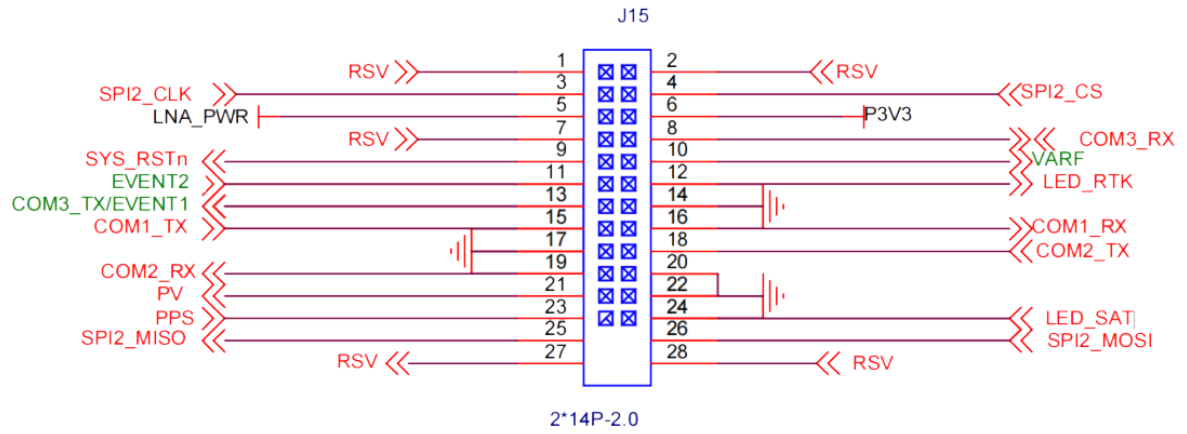 J15
RSV 1 2 RSV
SPI2_CLK 3 4 SPI2_CS
LNA_PWR 5 6 P3V3
RSV 7 8 COM3_RX
SYS_RSTn 9 10 VARF
EVENT2 11 12 LED_RTK
COM3_TX/EVENT1 13 14
COM1_TX 15 16 COM1_RX
17 18 COM2_TX
COM2_RX 19 20
PV 21 22
PPS 23 24 LED_SAT
SPI2_MISO 25 26 SPI2_MOSI
RSV 27 28 RSV
2*14P-2.0